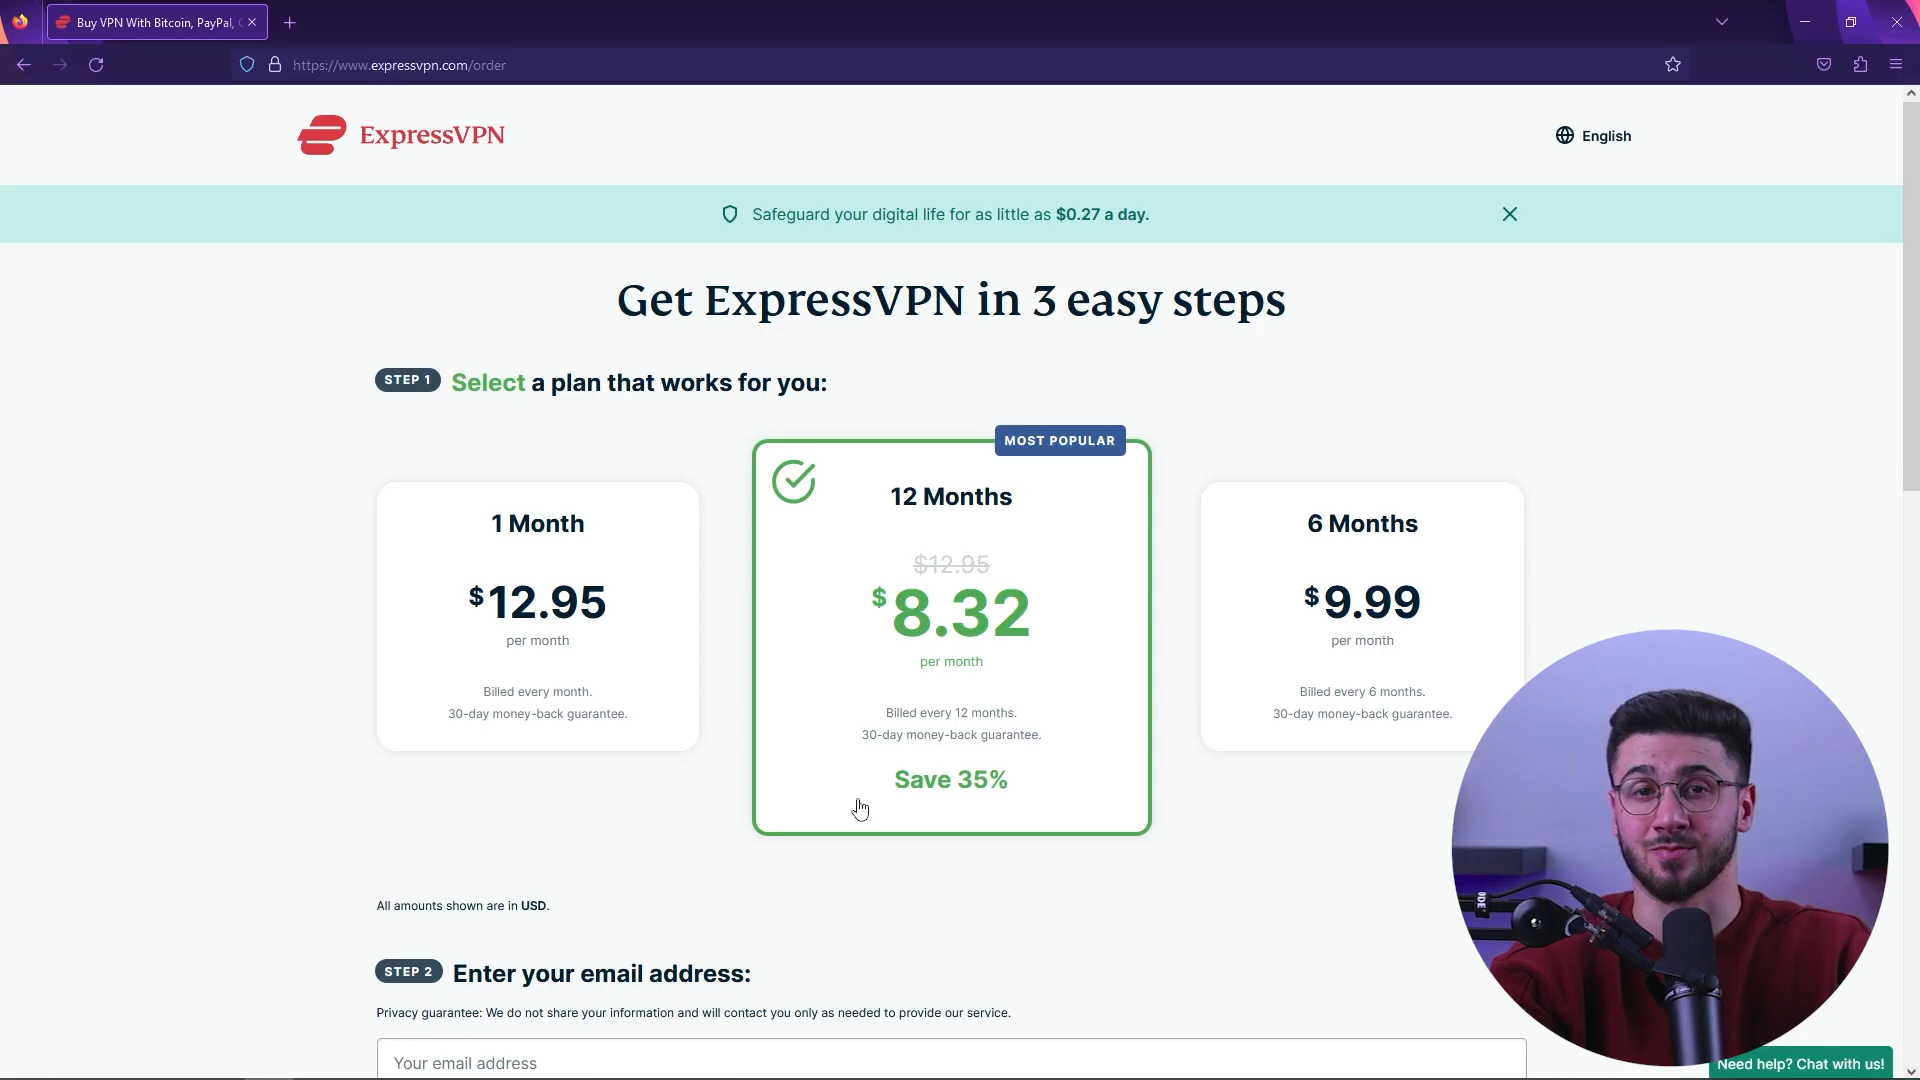 Buy VPN With Bitcoin, PayPal,
https://www.expressvpn.com/order
ExpressVPN
English
Safeguard your digital life for as little as $0.27 a day.
Get ExpressVPN in 3 easy steps
STEP 1 Select a plan that works for you:
MOST POPULAR
1 Month
$12.95
per month
Billed every month.
30-day money-back guarantee.
12 Months
$12.95
$8.32
per month
Billed every 12 months.
30-day money-back guarantee.
Save 35%
6 Months
$9.99
per month
Billed every 6 months.
30-day money-back guarantee.
All amounts shown are in USD.
STEP 2 Enter your email address:
Privacy guarantee: We do not share your information and will contact you only as needed to provide our service.
Your email address
Need help? Chat with us!